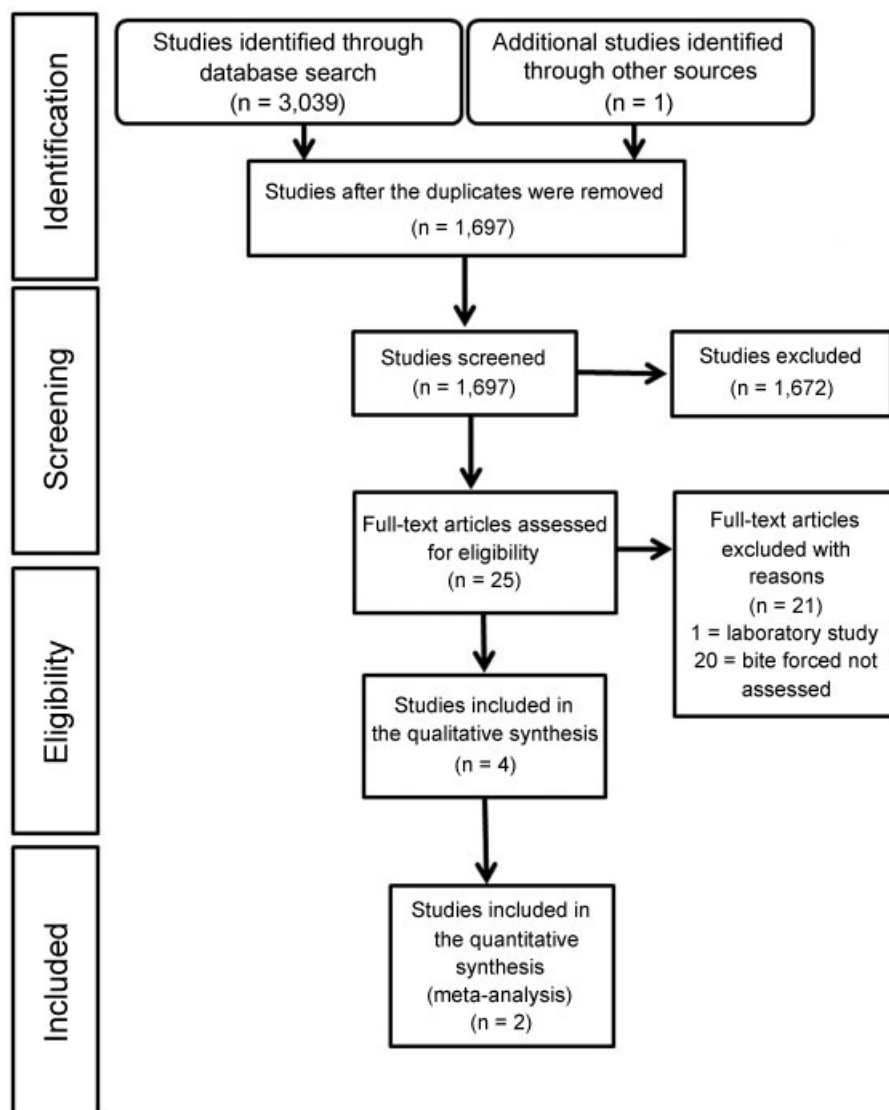 Identification
Studies identified through
database search
(n = 3,039)
Additional studies identified
through other sources
(n = 1)
Studies after the duplicates were removed
(n = 1,697)
Screening
Studies screened
(n = 1,697)
Studies excluded
(n = 1,672)
Full-text articles assessed
for eligibility
(n = 25)
Full-text articles
excluded with
reasons
(n = 21)
1 = laboratory study
20 = bite forced not
assessed
Eligibility
Studies included in
the qualitative synthesis
(n = 4)
Included
Studies included in
the quantitative
synthesis
(meta-analysis)
(n = 2)